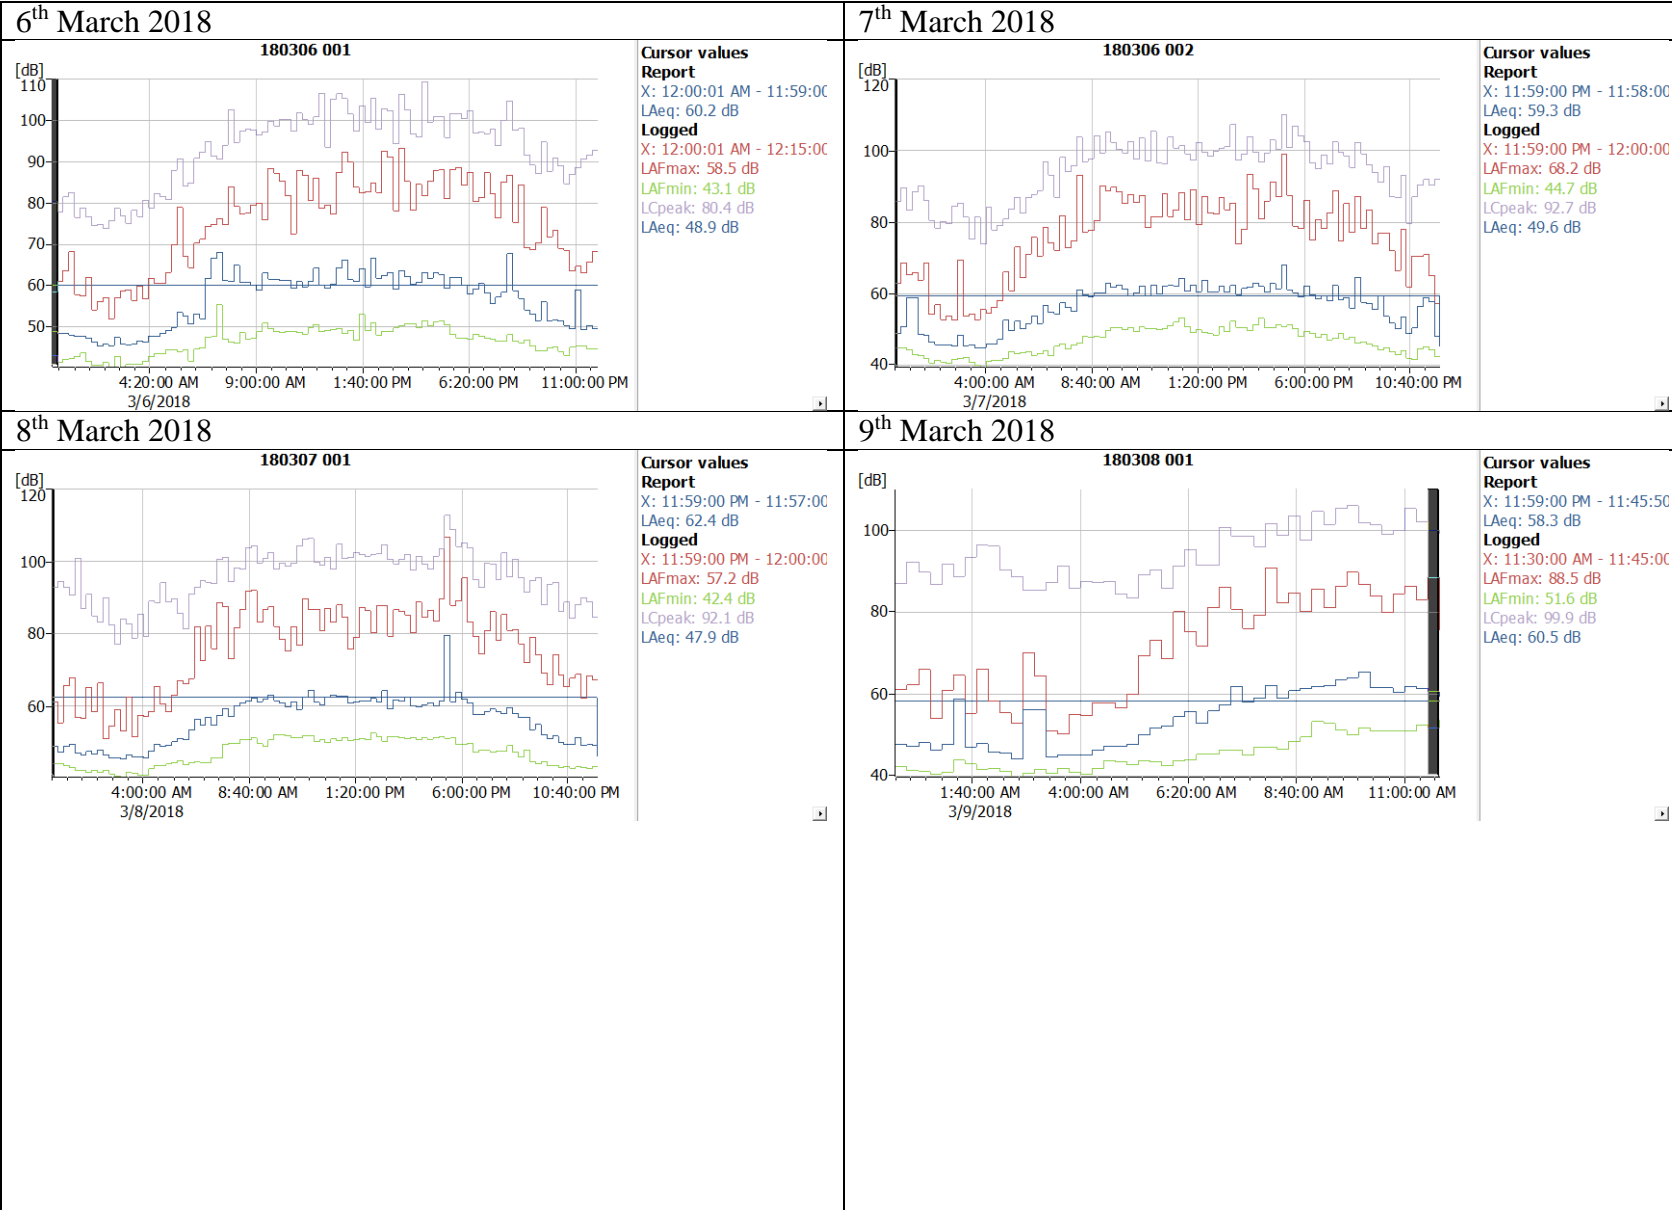 6th March 2018
180306 001
[dB]
110
100
90
80
70
60
50
4:20:00 AM 9:00:00 AM 1:40:00 PM 6:20:00 PM 11:00:00 PM
3/6/2018
Cursor values
Report
X: 12:00:01 AM - 11:59:00
LAeq: 60.2 dB
Logged
X: 12:00:01 AM - 12:15:00
LAFmax: 58.5 dB
LAFmin: 43.1 dB
LCpeak: 80.4 dB
LAeq: 48.9 dB
7th March 2018
180306 002
[dB]
120
100
80
60
40
4:00:00 AM 8:40:00 AM 1:20:00 PM 6:00:00 PM 10:40:00 PM
3/7/2018
Cursor values
Report
X: 11:59:00 PM - 11:58:00
LAeq: 59.3 dB
Logged
X: 11:59:00 PM - 12:00:00
LAFmax: 68.2 dB
LAFmin: 44.7 dB
LCpeak: 92.7 dB
LAeq: 49.6 dB
8th March 2018
180307 001
[dB]
120
100
80
60
4:00:00 AM 8:40:00 AM 1:20:00 PM 6:00:00 PM 10:40:00 PM
3/8/2018
Cursor values
Report
X: 11:59:00 PM - 11:57:00
LAeq: 62.4 dB
Logged
X: 11:59:00 PM - 12:00:00
LAFmax: 57.2 dB
LAFmin: 42.4 dB
LCpeak: 92.1 dB
LAeq: 47.9 dB
9th March 2018
180308 001
[dB]
100
80
60
40
1:40:00 AM 4:00:00 AM 6:20:00 AM 8:40:00 AM 11:00:00 AM
3/9/2018
Cursor values
Report
X: 11:59:00 PM - 11:45:50
LAeq: 58.3 dB
Logged
X: 11:30:00 AM - 11:45:00
LAFmax: 88.5 dB
LAFmin: 51.6 dB
LCpeak: 99.9 dB
LAeq: 60.5 dB